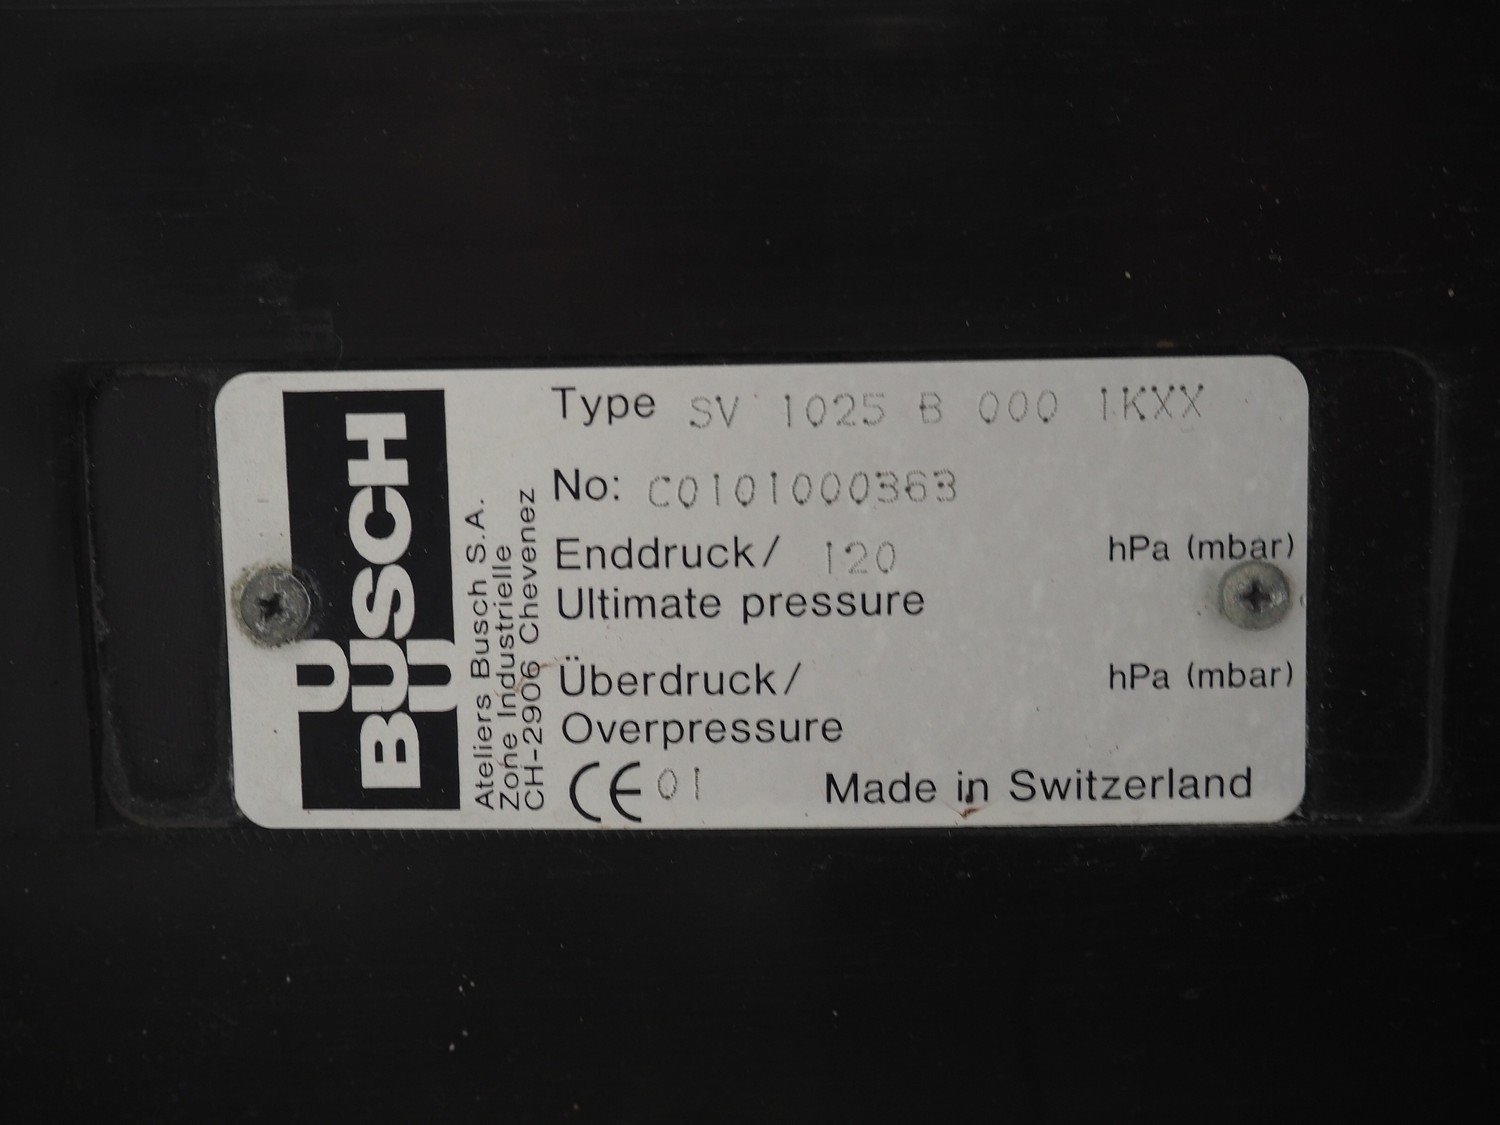 BUSCH
Ateliers Busch S.A.
Zone Industrielle
CH-2906 Chevenez
Type SV 1025 B 000 1KXX
No: C0101000363
Enddruck/ 120 hPa (mbar)
Ultimate pressure
Überdruck/ hPa (mbar)
Overpressure
CE 01 Made in Switzerland